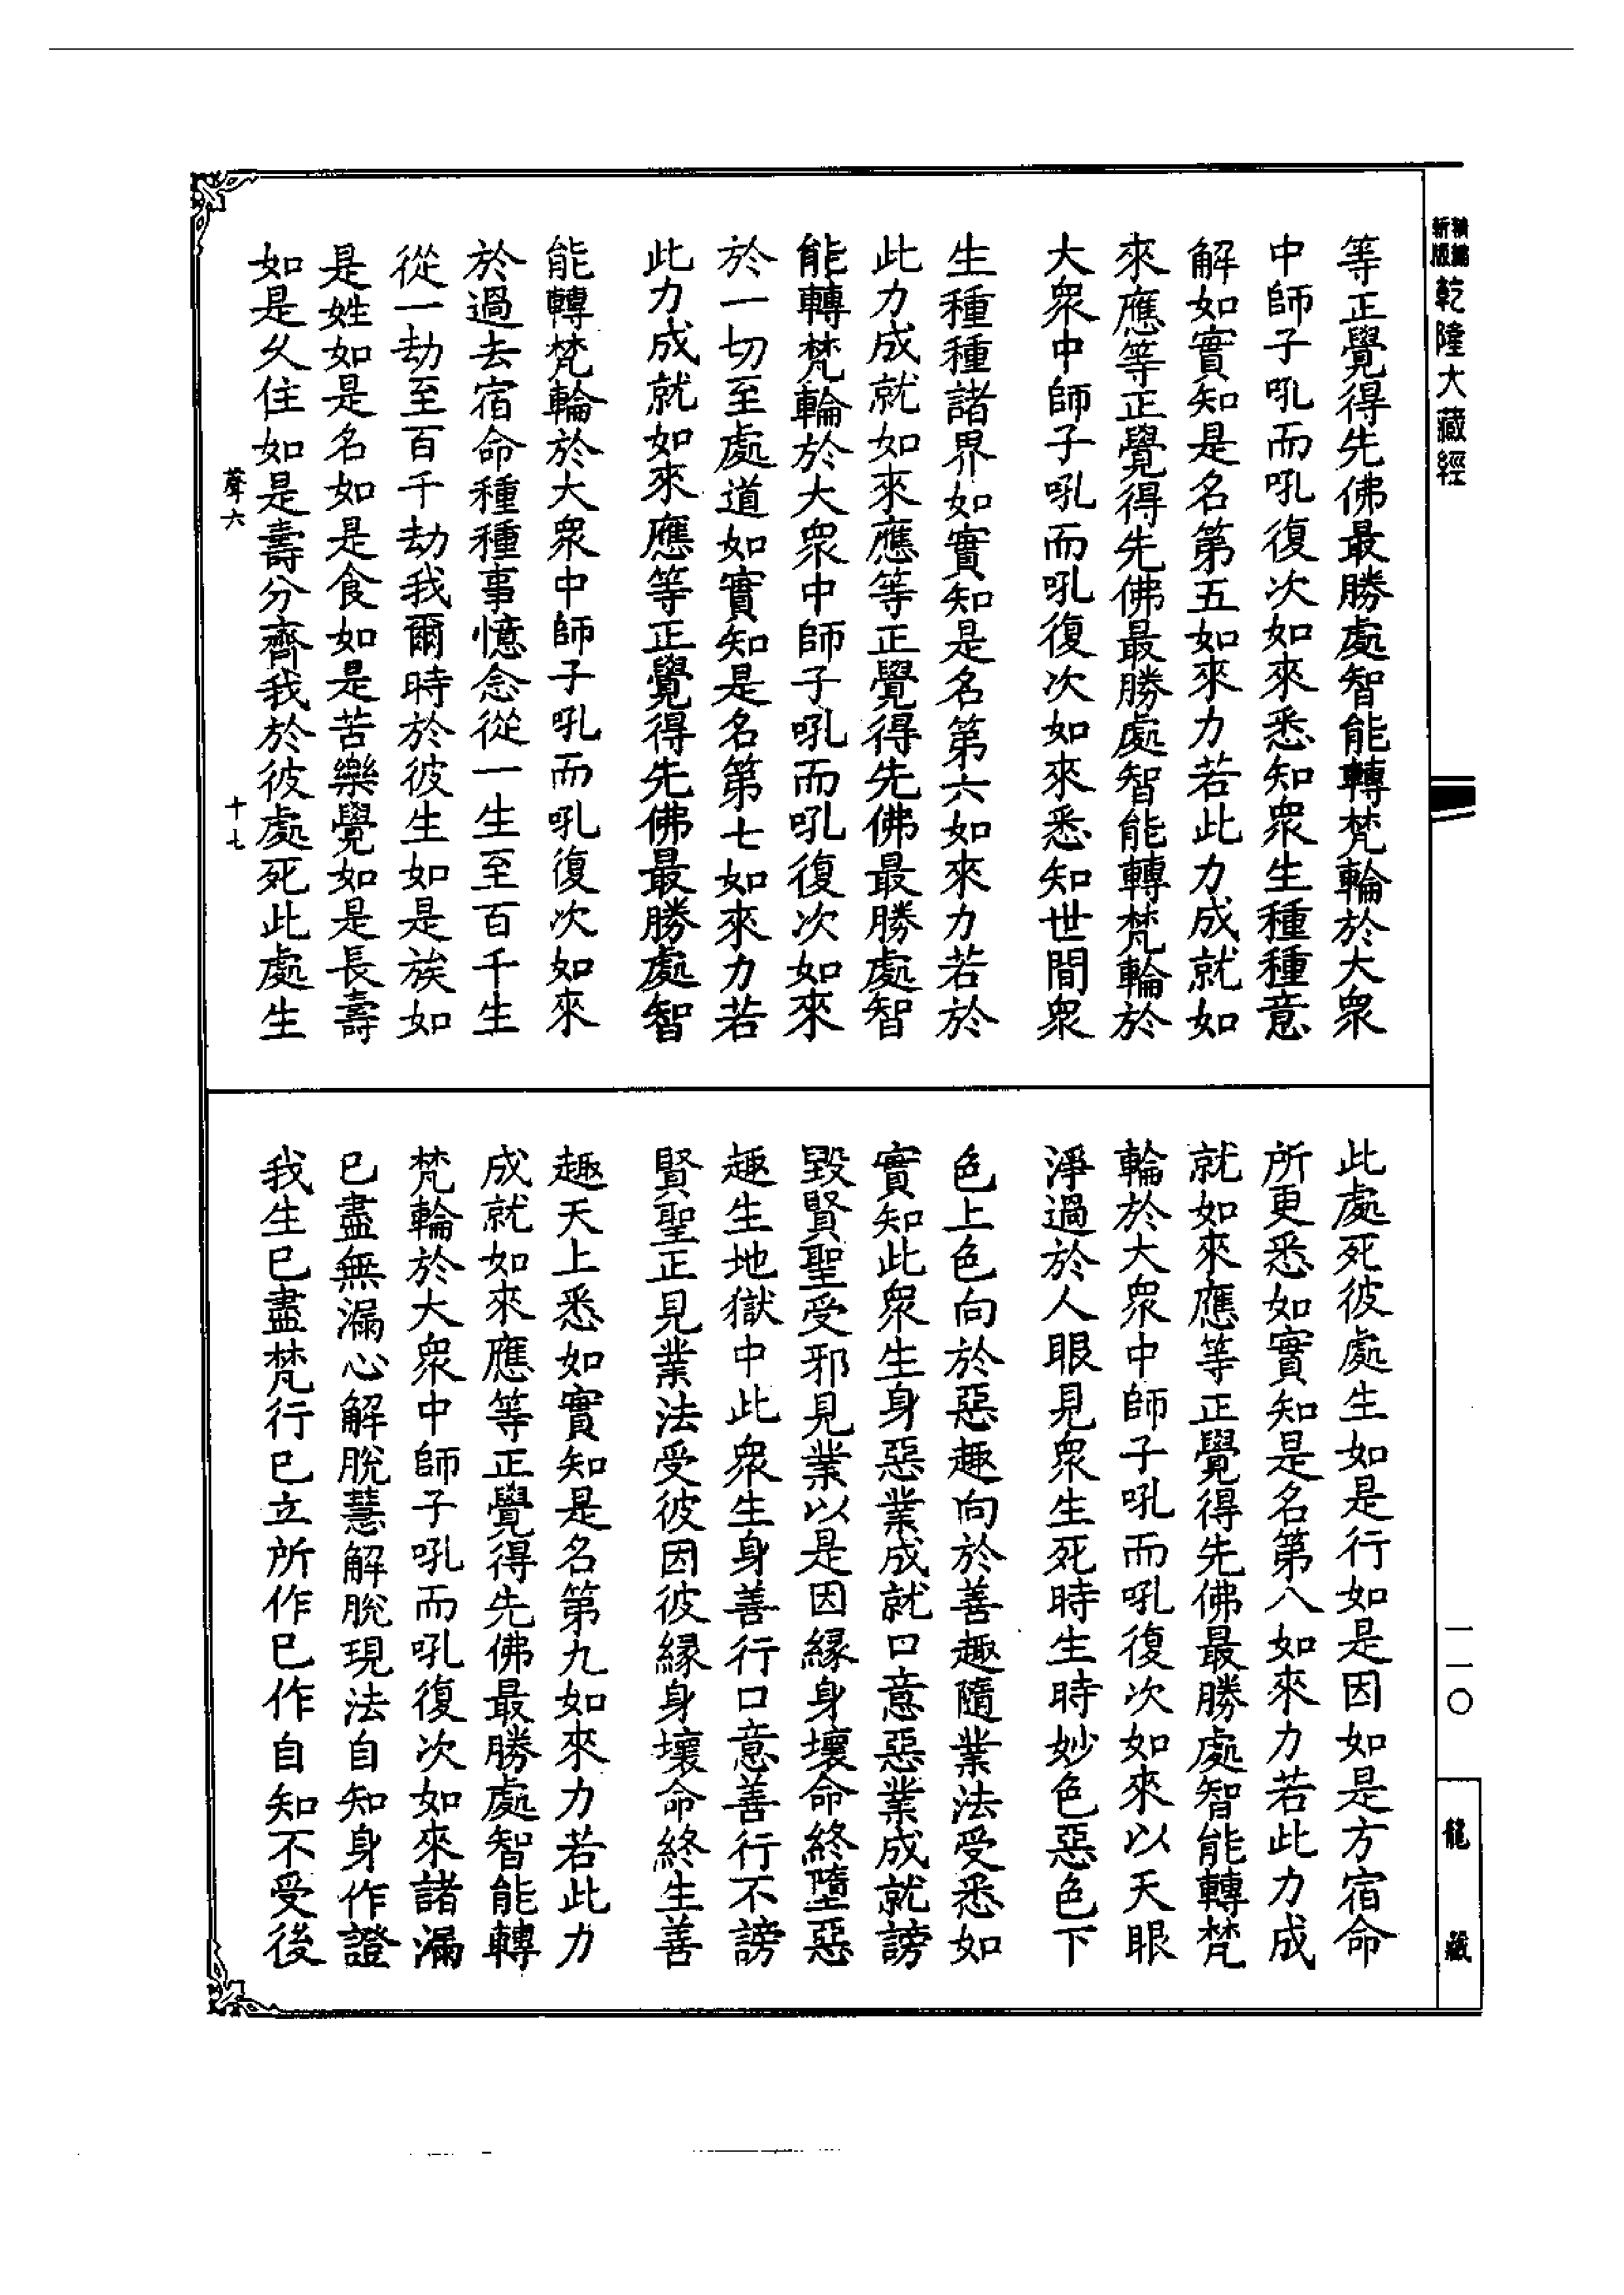 新版
精編
乾隆大藏經
等正覺得先佛最勝處智能轉梵輪於大衆
中師子吼而吼復次如來悉知衆生種種意
解如實知是名第五如來力若此力成就如
來應等正覺得先佛最勝處智能轉梵輪於
大衆中師子吼而吼復次如來悉知世間衆
生種種諸界如實知是名第六如來力若於
此力成就如來應等正覺得先佛最勝處智
能轉梵輪於大衆中師子吼而吼復次如來
於一切至處道如實知是名第七如來力若
此力成就如來應等正覺得先佛最勝處智
能轉梵輪於大衆中師子吼而吼復次如來
於過去宿命種種事憶念從一生至百千生
從一劫至百千劫我爾時於彼生如是族如
是姓如是名如是食如是苦樂覺如是長壽
如是久住如是壽分齊我於彼處死此處生
聲六
十七
此處死彼處生如是行如是因如是方宿命
所更悉如實知是名第八如來力若此力成
就如來應等正覺得先佛最勝處智能轉梵
輪於大衆中師子吼而吼復次如來以天眼
淨過於人眼見衆生死時生時妙色惡色下
色上色向於惡趣向於善趣隨業法受悉如
實知此衆生身惡業成就口意惡業成就謗
毀賢聖受邪見業以是因緣身壞命終墮惡
趣生地獄中此衆生身善行口意善行不謗
賢聖正見業法受彼因彼緣身壞命終生善
趣天上悉如實知是名第九如來力若此力
成就如來應等正覺得先佛最勝處智能轉
梵輪於大衆中師子吼而吼復次如來諸漏
已盡無漏心解脫慧解脫現法自知身作證
我生已盡梵行已立所作已作自知不受後
一一〇
龍藏